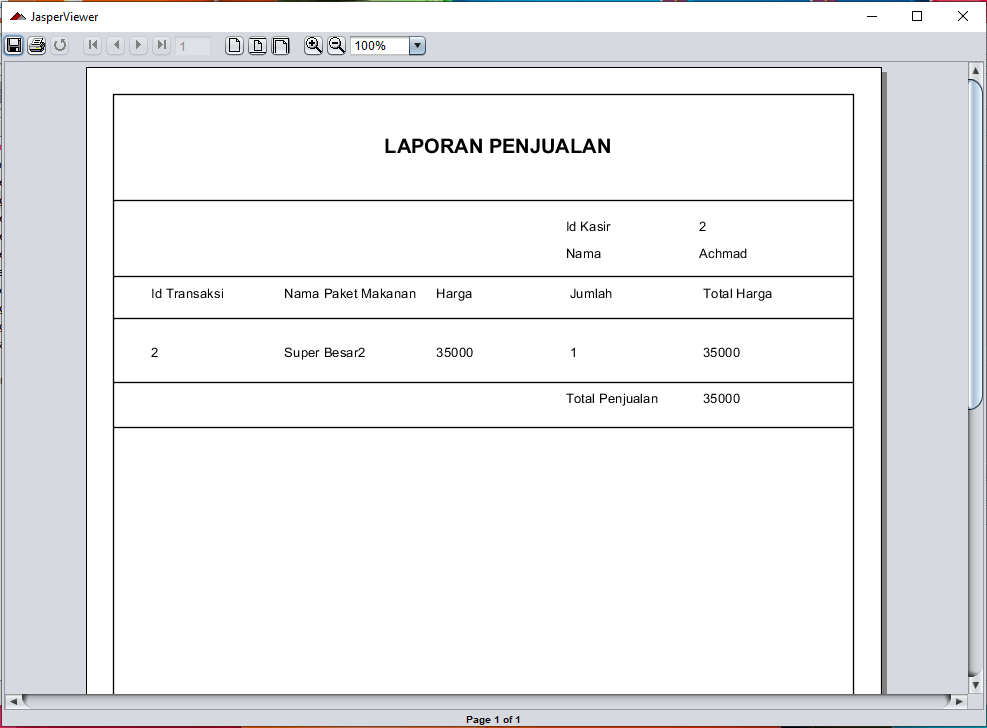 JasperViewer
1
100%
LAPORAN PENJUALAN
Id Kasir 2
Nama Achmad
Id Transaksi Nama Paket Makanan Harga Jumlah Total Harga
2 Super Besar2 35000 1 35000
Total Penjualan 35000
Page 1 of 1